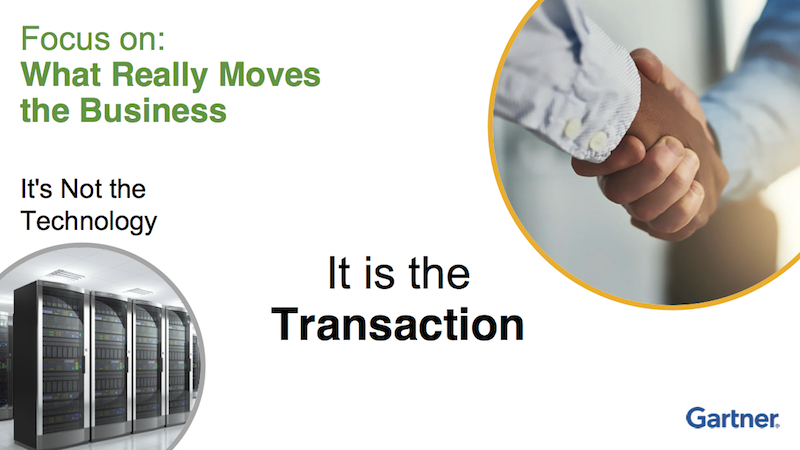 Focus on:
What Really Moves
the Business
It's Not the
Technology
It is the
Transaction
Gartner